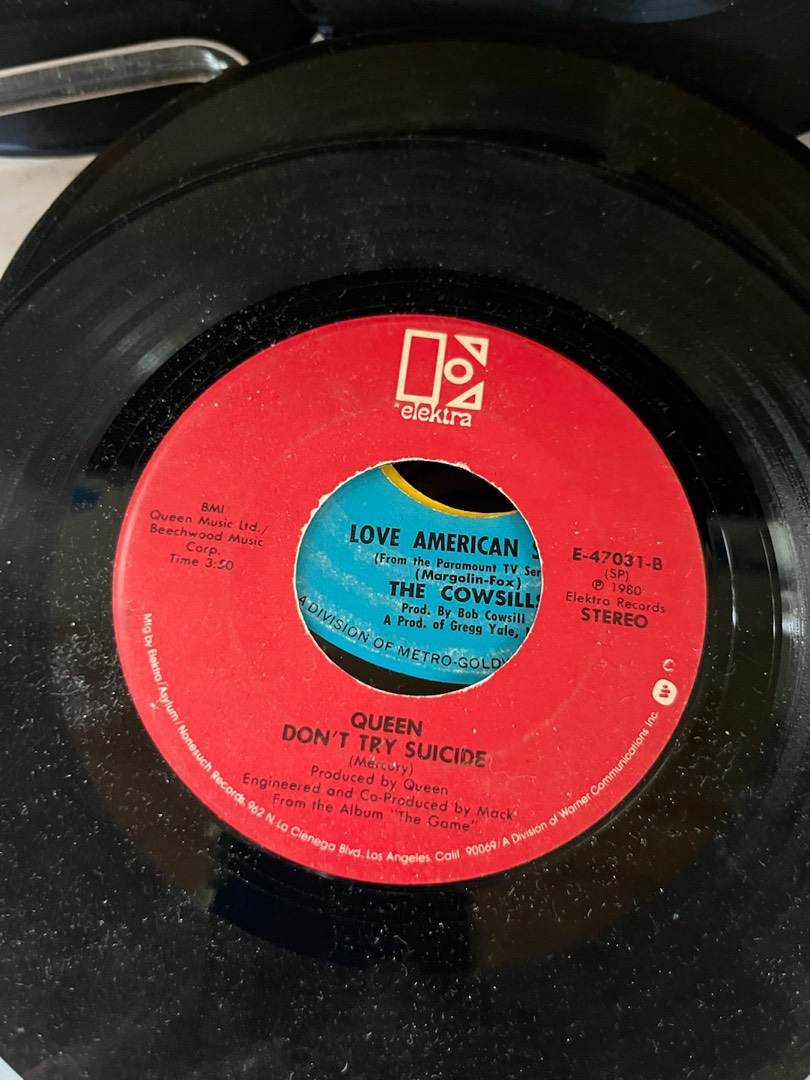 elektra
BMI
Queen Music Ltd./
Beechwood Music
Corp.
Time 3:50
LOVE AMERICAN
(From the Paramount TV Ser
(Margolin-Fox)
THE COWSILLS
Prod. By Bob Cowsill
A Prod. of Gregg Yale,
A DIVISION OF METRO-GOLDW
E-47031-B
(SP)
℗ 1980
Elektra Records
STEREO
QUEEN
DON'T TRY SUICIDE
(Mercury)
Produced by Queen
Engineered and Co-Produced by Mack
From the Album "The Game"
Mfg by Elektra/Asylum/Nonesuch Records, 962 N. La Cienega Blvd, Los Angeles, Calif. 90069/A Division of Warner Communications Inc.